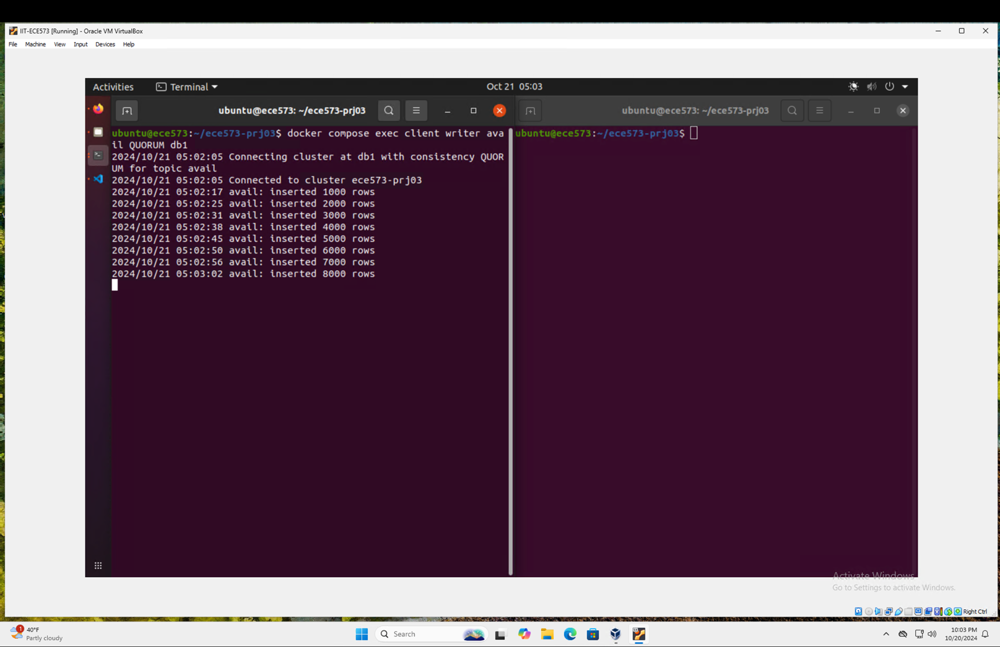 IIT-ECE573 [Running] - Oracle VM VirtualBox
File Machine View Input Devices Help
Activities Terminal Oct 21 05:03
ubuntu@ece573: ~/ece573-prj03
ubuntu@ece573: ~/ece573-prj03
ubuntu@ece573:~/ece573-prj03$ docker compose exec client writer ava
il QUORUM db1
2024/10/21 05:02:05 Connecting cluster at db1 with consistency QUOR
UM for topic avail
2024/10/21 05:02:05 Connected to cluster ece573-prj03
2024/10/21 05:02:17 avail: inserted 1000 rows
2024/10/21 05:02:25 avail: inserted 2000 rows
2024/10/21 05:02:31 avail: inserted 3000 rows
2024/10/21 05:02:38 avail: inserted 4000 rows
2024/10/21 05:02:45 avail: inserted 5000 rows
2024/10/21 05:02:50 avail: inserted 6000 rows
2024/10/21 05:02:56 avail: inserted 7000 rows
2024/10/21 05:03:02 avail: inserted 8000 rows
ubuntu@ece573:~/ece573-prj03$
Activate Windows
Go to Settings to activate Windows.
Right Ctrl
1
40°F
Partly cloudy
Search
10:03 PM
10/20/2024